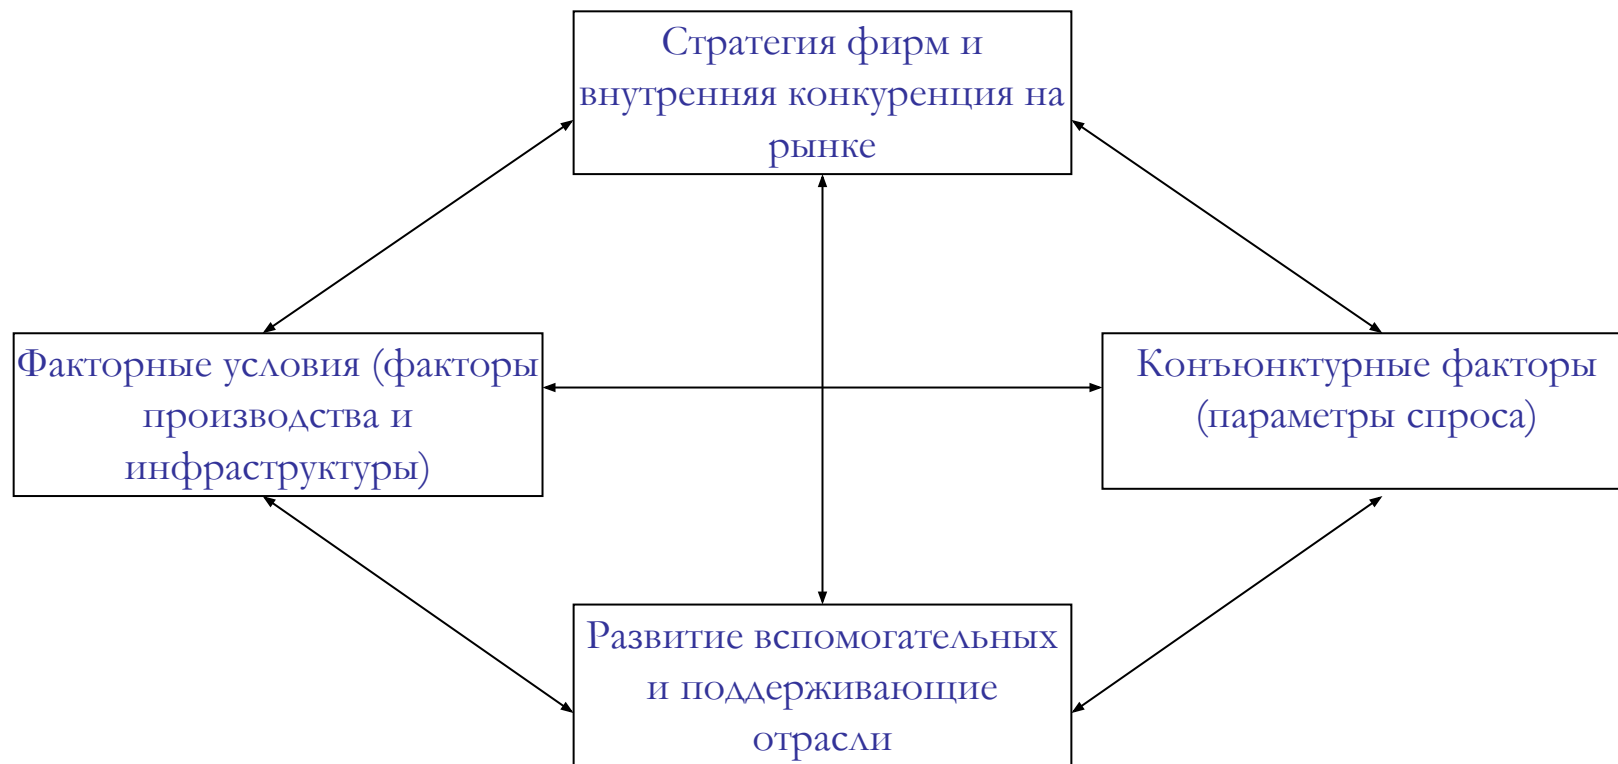 Стратегия фирм и
внутренняя конкуренция на
рынке
Факторные условия (факторы
производства и
инфраструктуры)
Конъюнктурные факторы
(параметры спроса)
Развитие вспомогательных
и поддерживающие
отрасли